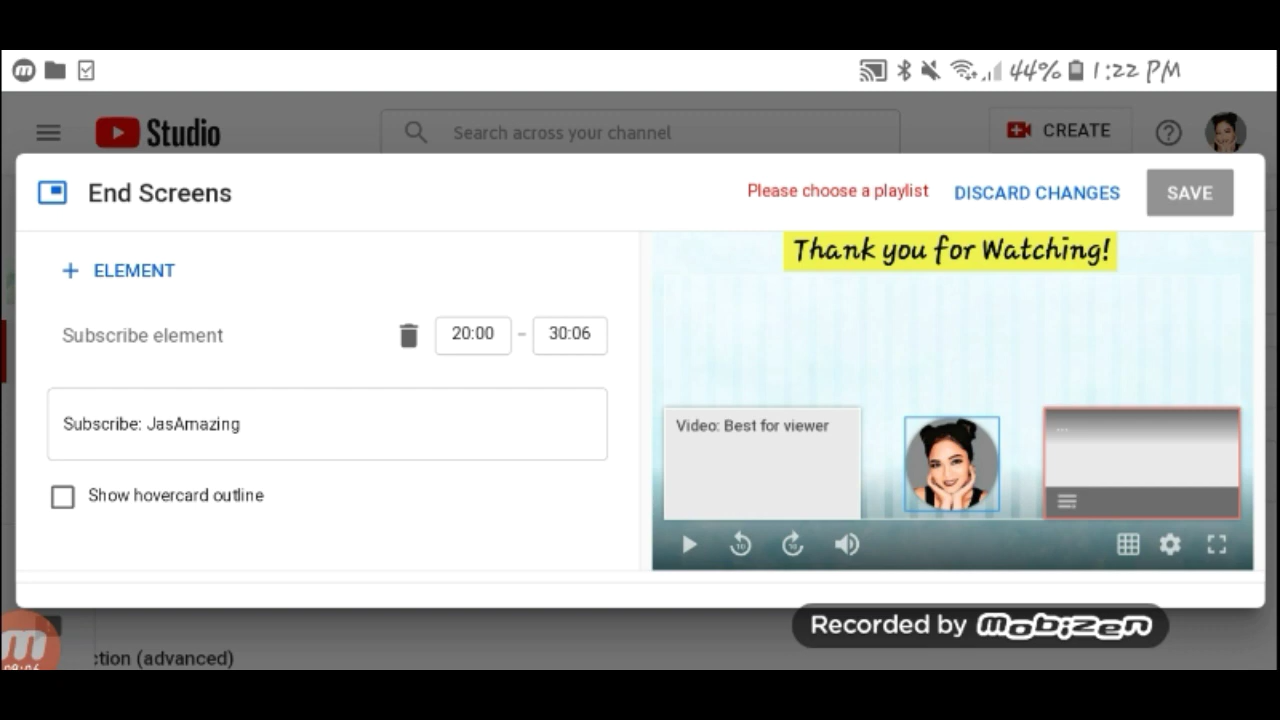 44% 1:22 PM
Studio
Search across your channel
CREATE
End Screens
Please choose a playlist
DISCARD CHANGES
SAVE
+ ELEMENT
Subscribe element
20:00 - 30:06
Subscribe: JasAmazing
Show hovercard outline
Thank you for Watching!
Video: Best for viewer
...
10
10
Recorded by mobizen
ction (advanced)